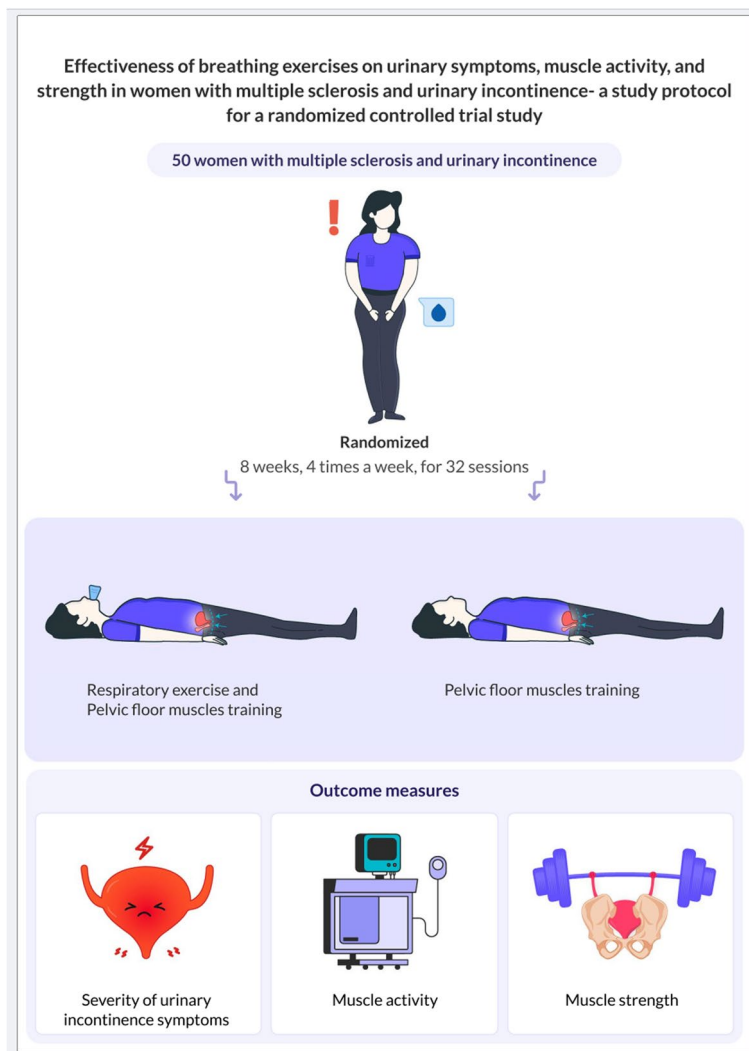 Effectiveness of breathing exercises on urinary symptoms, muscle activity, and
strength in women with multiple sclerosis and urinary incontinence- a study protocol
for a randomized controlled trial study
50 women with multiple sclerosis and urinary incontinence
Randomized
8 weeks, 4 times a week, for 32 sessions
Respiratory exercise and
Pelvic floor muscles training
Pelvic floor muscles training
Outcome measures
Severity of urinary
incontinence symptoms
Muscle activity
Muscle strength